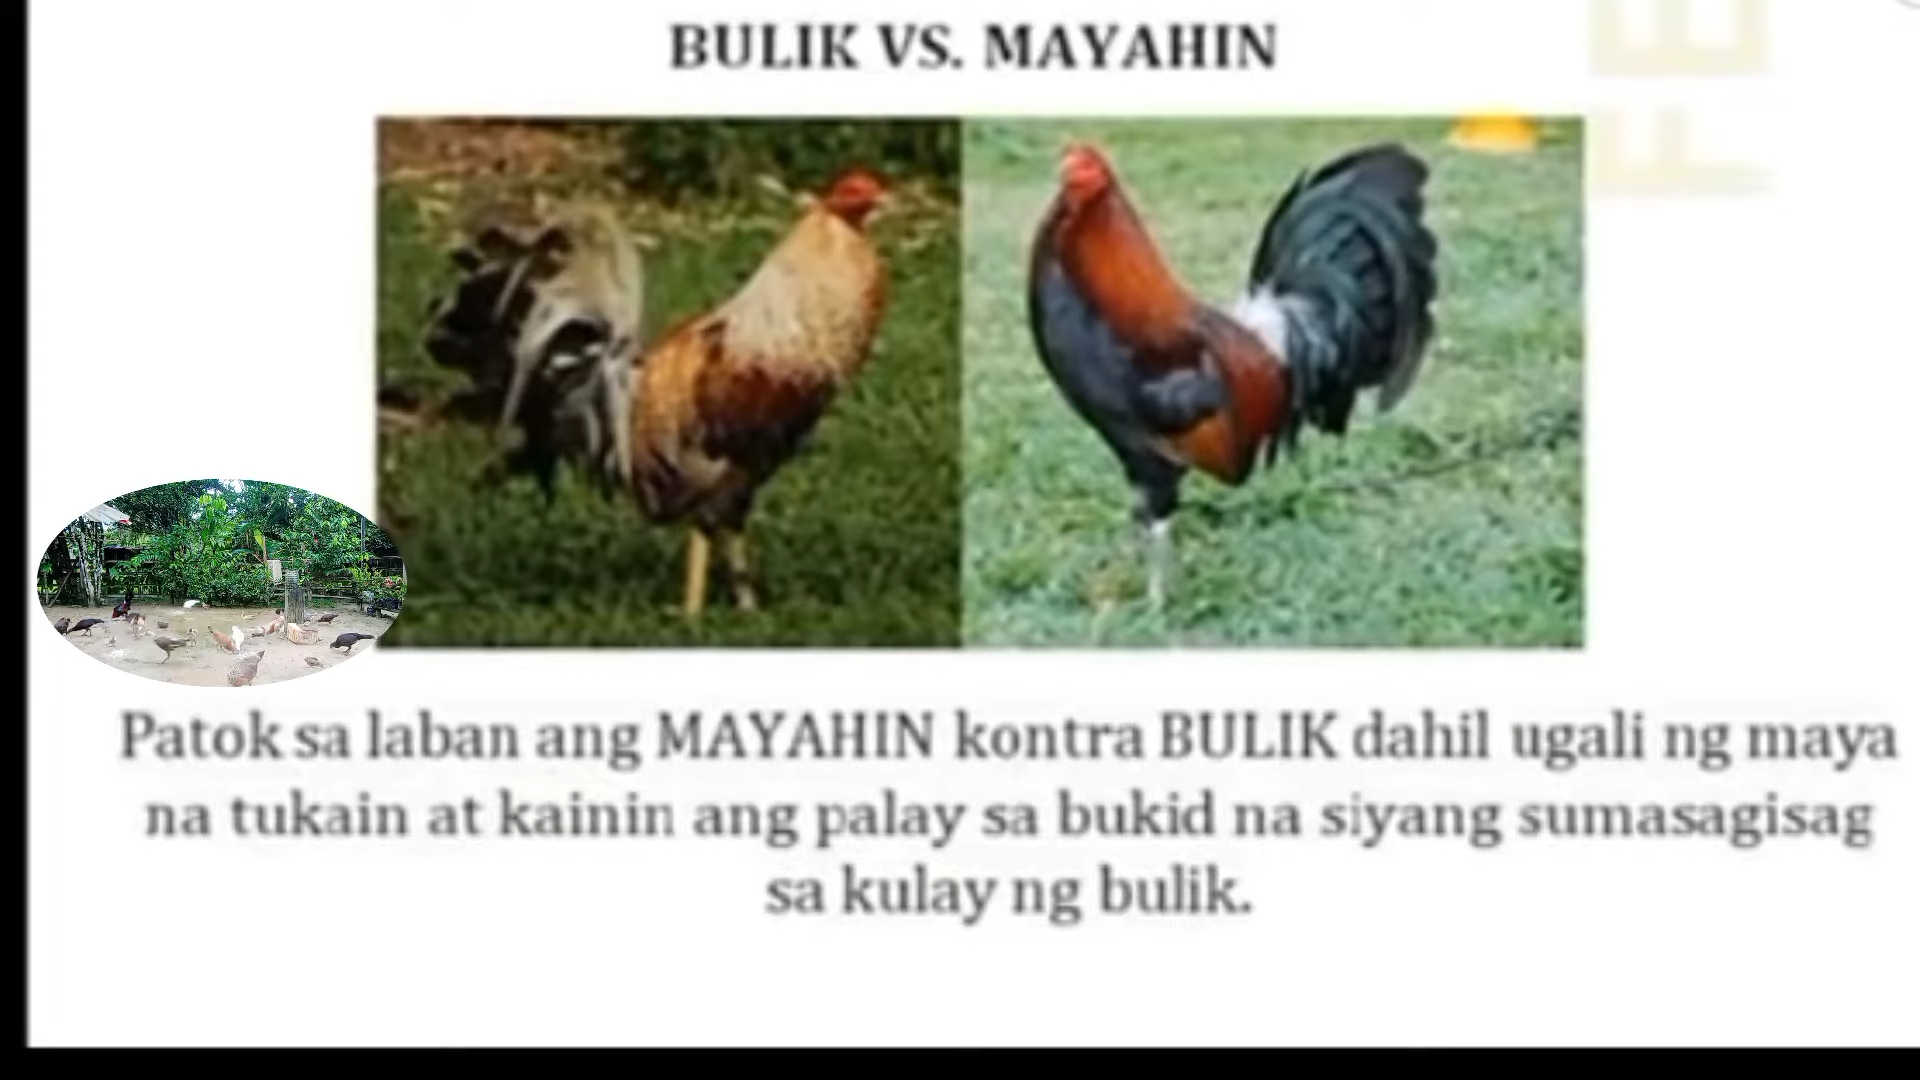 BULIK VS. MAYAHIN
Patok sa laban ang MAYAHIN kontra BULIK dahil ugali ng maya
na tukain at kainin ang palay sa bukid na siyang sumasagisag
sa kulay ng bulik.